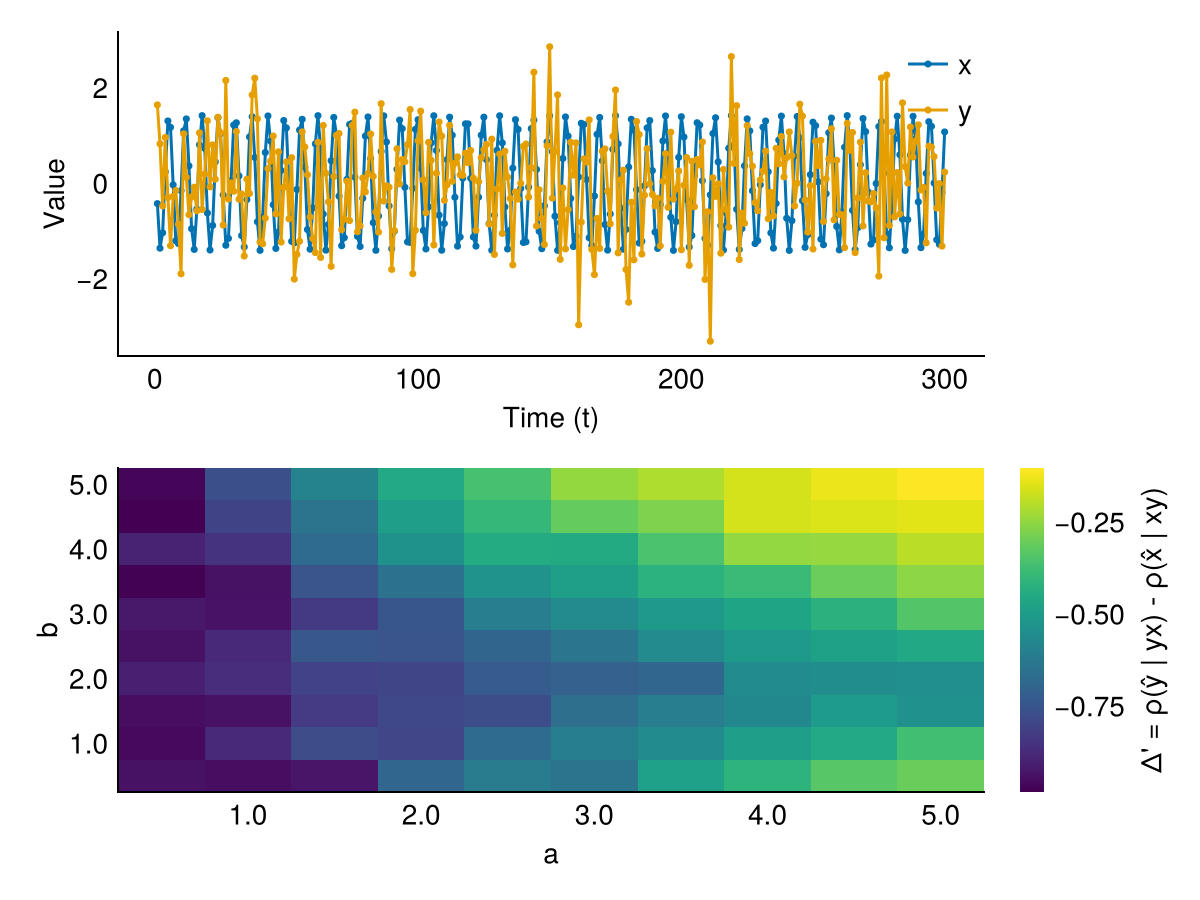 x
y
2
0
−2
Value
0 100 200 300
Time (t)
5.0
4.0
3.0
2.0
1.0
b
1.0 2.0 3.0 4.0 5.0
a
−0.25
−0.50
−0.75
Δ' = ρ(ŷ | yx) - ρ(x̂ | xy)